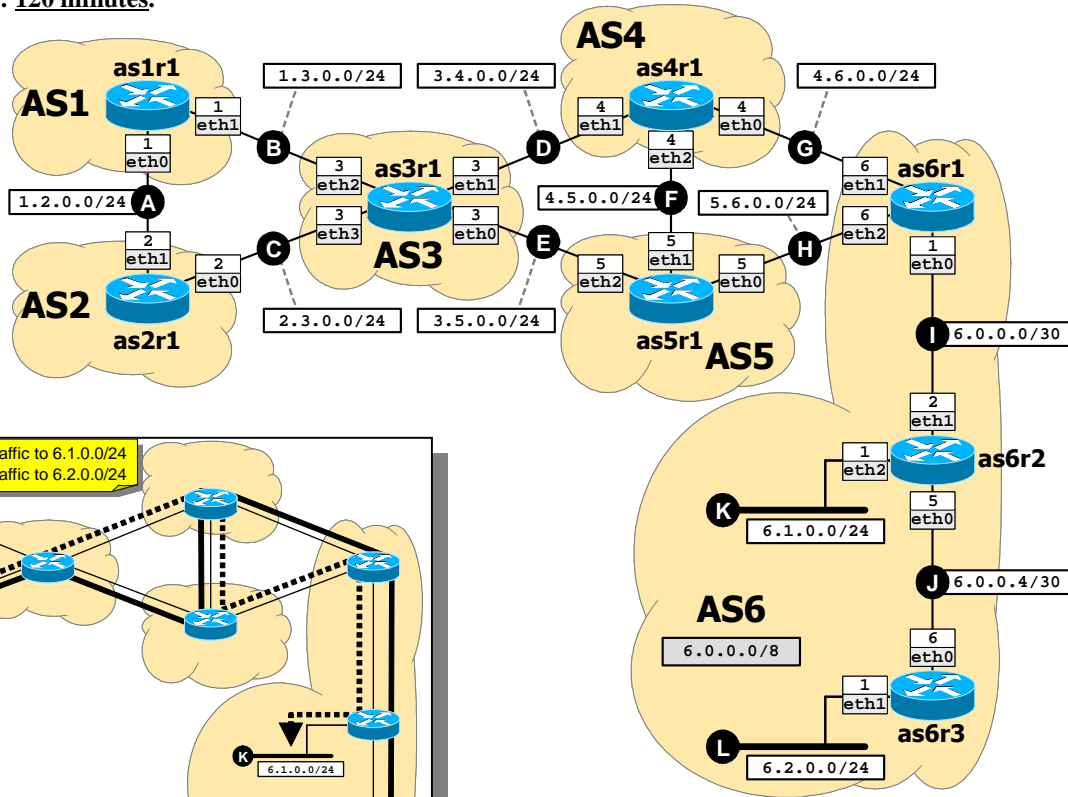 : 120 minutes.
AS4
as1r1
1.3.0.0/24
3.4.0.0/24
as4r1
4.6.0.0/24
AS1
1
eth1
4
eth1
4
eth0
1
eth0
B
D
4
eth2
G
3
eth2
as3r1
3
eth1
6
eth1
as6r1
1.2.0.0/24
A
4.5.0.0/24
F
5.6.0.0/24
3
eth3
3
eth0
6
eth2
2
eth1
C
AS3
E
5
eth1
H
1
eth0
2
eth0
5
eth2
5
eth0
AS2
2.3.0.0/24
3.5.0.0/24
as2r1
as5r1
AS5
I
6.0.0.0/30
2
eth1
affic to 6.1.0.0/24
affic to 6.2.0.0/24
1
eth2
as6r2
K
6.1.0.0/24
5
eth0
J
6.0.0.4/30
AS6
6.0.0.0/8
6
eth0
1
eth1
as6r3
L
6.2.0.0/24
K
6.1.0.0/24